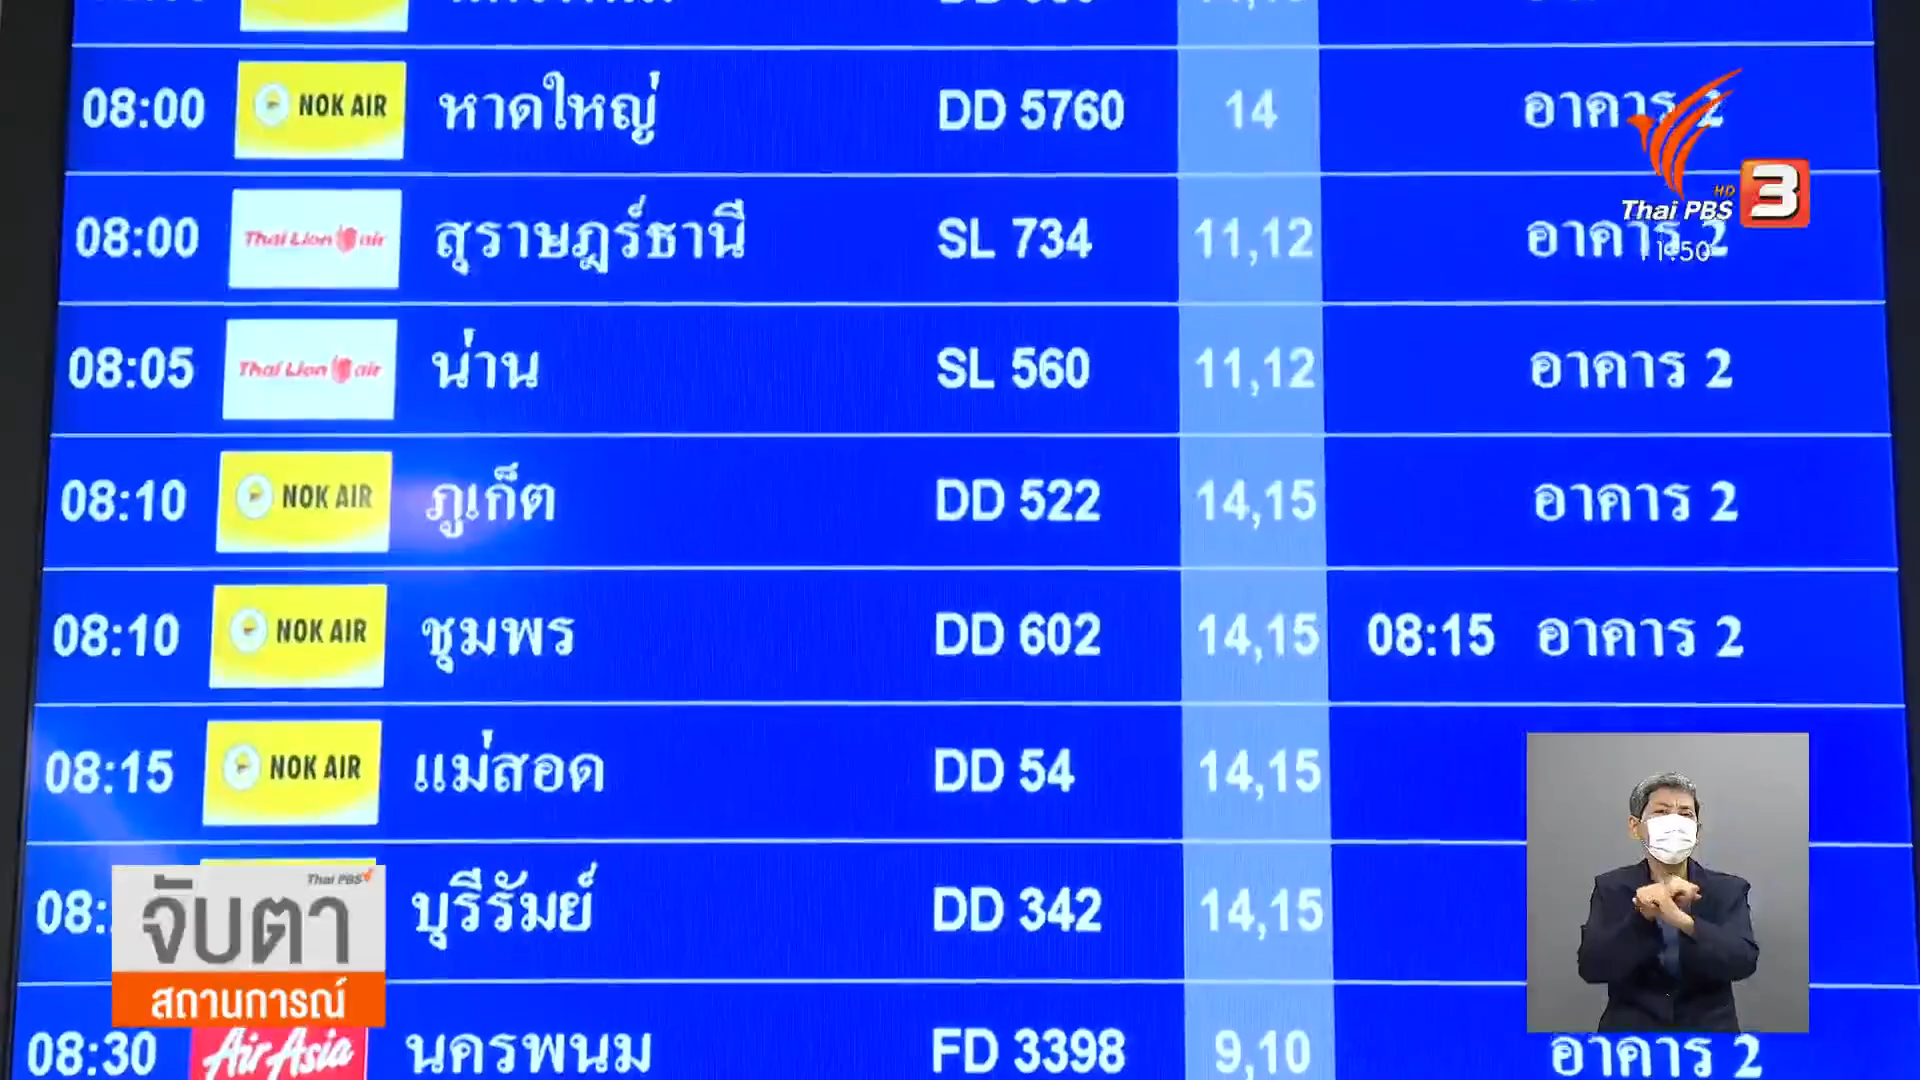 08:00 NOK AIR หาดใหญ่ DD 5760 14 อาคาร 2
08:00 Thai Lion air สุราษฎร์ธานี SL 734 11,12 อาคาร 2
Thai PBS HD 3
11:50
08:05 Thai Lion air น่าน SL 560 11,12 อาคาร 2
08:10 NOK AIR ภูเก็ต DD 522 14,15 อาคาร 2
08:10 NOK AIR ชุมพร DD 602 14,15 08:15 อาคาร 2
08:15 NOK AIR แม่สอด DD 54 14,15
บุรีรัมย์ DD 342 14,15
Thai PBS
จับตา
สถานการณ์
08:30 AirAsia นครพนม FD 3398 9,10 อาคาร 2